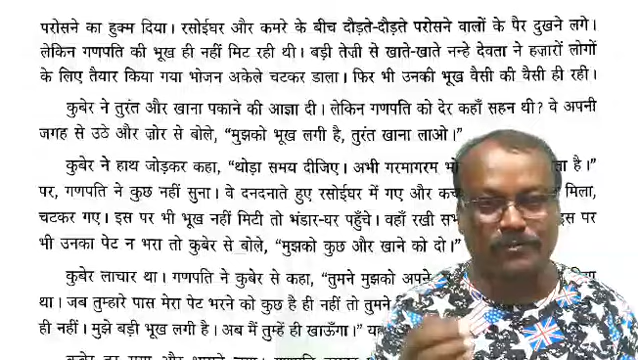 परोसने का हुक्म दिया। रसोईघर और कमरे के बीच दौड़ते-दौड़ते परोसने वालों के पैर दुखने लगे।
लेकिन गणपति की भूख ही नहीं मिट रही थी। बड़ी तेज़ी से खाते-खाते नन्हे देवता ने हज़ारों लोगों
के लिए तैयार किया गया भोजन अकेले चटकर डाला। फिर भी उनकी भूख वैसी की वैसी ही रही।
कुबेर ने तुरंत और खाना पकाने की आज्ञा दी। लेकिन गणपति को देर कहाँ सहन थी? वे अपनी
जगह से उठे और ज़ोर से बोले, “मुझको भूख लगी है, तुरंत खाना लाओ।”
कुबेर ने हाथ जोड़कर कहा, “थोड़ा समय दीजिए। अभी गरमागरम है।”
पर, गणपति ने कुछ नहीं सुना। वे दनदनाते हुए रसोईघर में गए और मिला,
चटकर गए। इस पर भी भूख नहीं मिटी तो भंडार-घर पहुँचे। वहाँ रखी इस पर
भी उनका पेट न भरा तो कुबेर से बोले, “मुझको कुछ और खाने को दो।”
कुबेर लाचार था। गणपति ने कुबेर से कहा, “तुमने मुझको अपने
था। जब तुम्हारे पास मेरा पेट भरने को कुछ है ही नहीं तो तुमने
ही नहीं। मुझे बड़ी भूख लगी है। अब मैं तुम्हें ही खाऊँगा।”